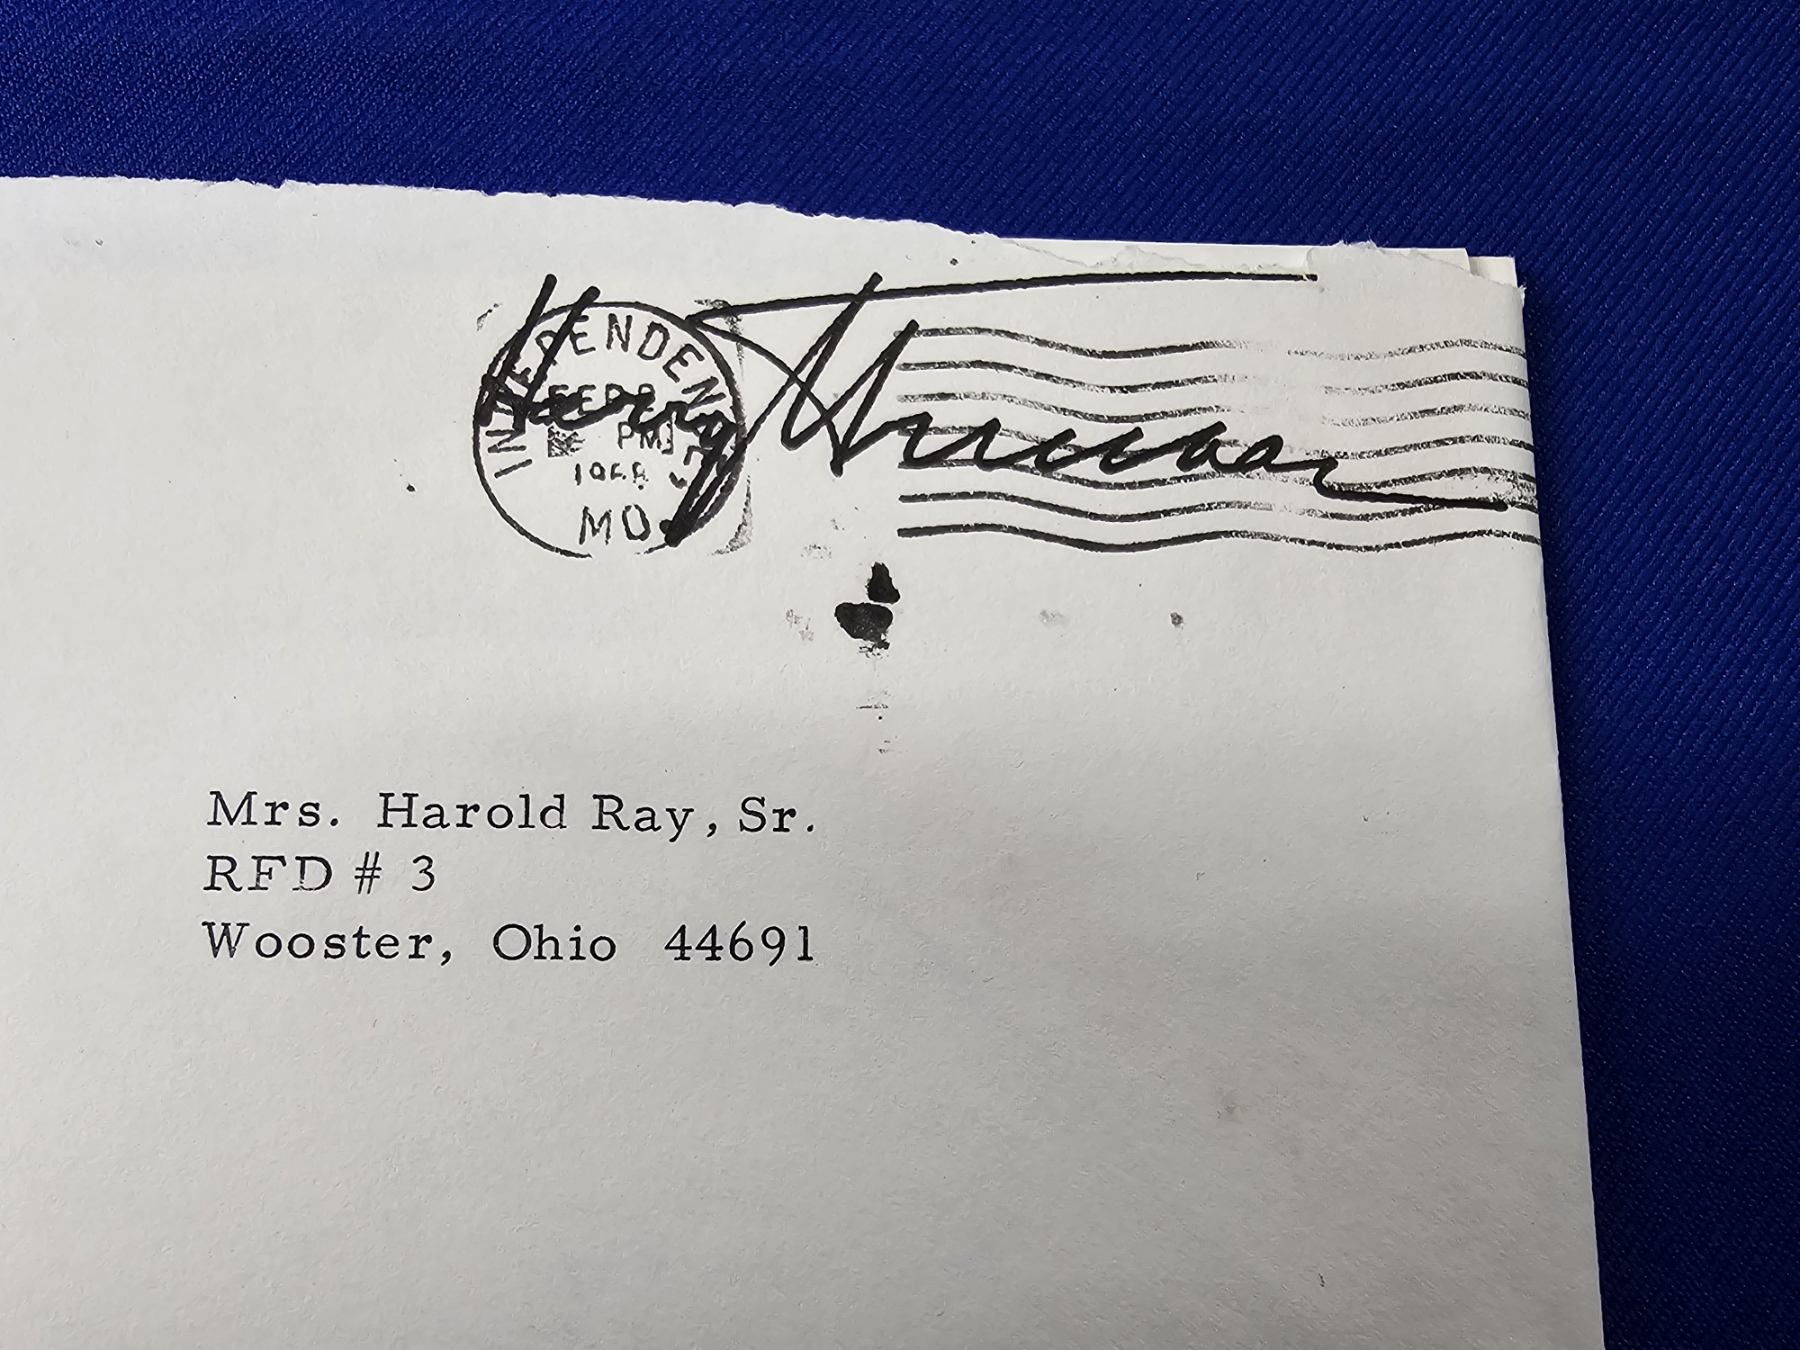 INDEPENDENCE
PM
MO.
Harry Truman
Mrs. Harold Ray, Sr.
RFD # 3
Wooster, Ohio 44691